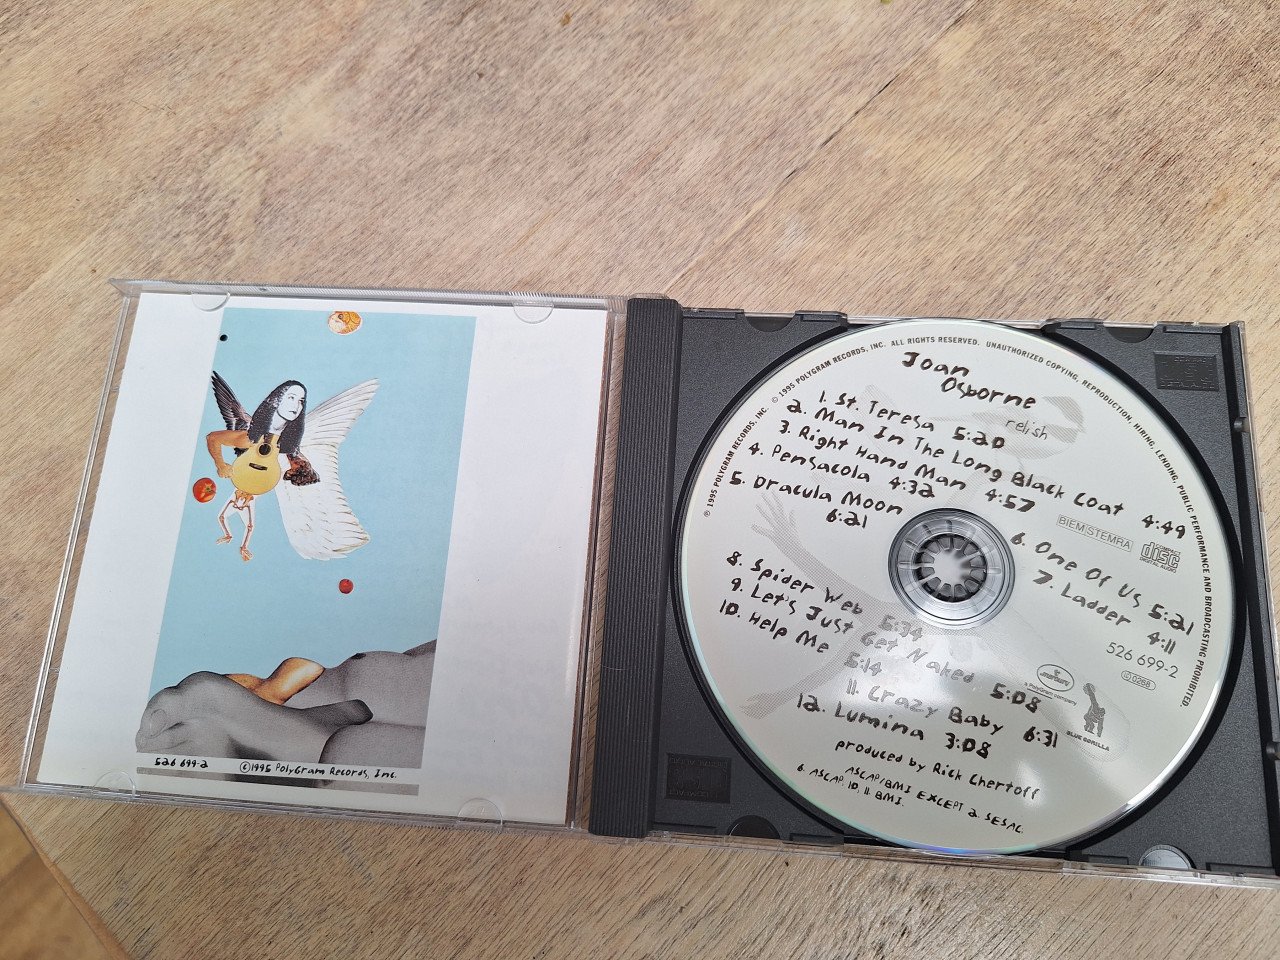 526 699-2 ©1995 PolyGram Records, Inc.
℗ 1995 POLYGRAM RECORDS, INC. © 1995 POLYGRAM RECORDS, INC. ALL RIGHTS RESERVED. UNAUTHORIZED COPYING, REPRODUCTION, HIRING, LENDING, PUBLIC PERFORMANCE AND BROADCASTING PROHIBITED.
Joan
Osborne
relish
1. St. Teresa 5:20
2. Man In The Long Black Coat 4:49
3. Right Hand Man 4:57
4. Pensacola 4:32
5. Dracula Moon
6:21
BIEM STEMRA
COMPACT
disc
DIGITAL AUDIO
6. One Of Us 5:21
7. Ladder 4:11
526 699-2
8. Spider Web 5:34
9. Let's Just Get Naked 5:08
10. Help Me 5:14
11. Crazy Baby 6:31
12. Lumina 3:08
mercury
a PolyGram company
BLUE GORILLA
produced by Rick Chertoff
ASCAP/BMI EXCEPT 2. SESAC.
6. ASCAP. 10, 11. BMI.